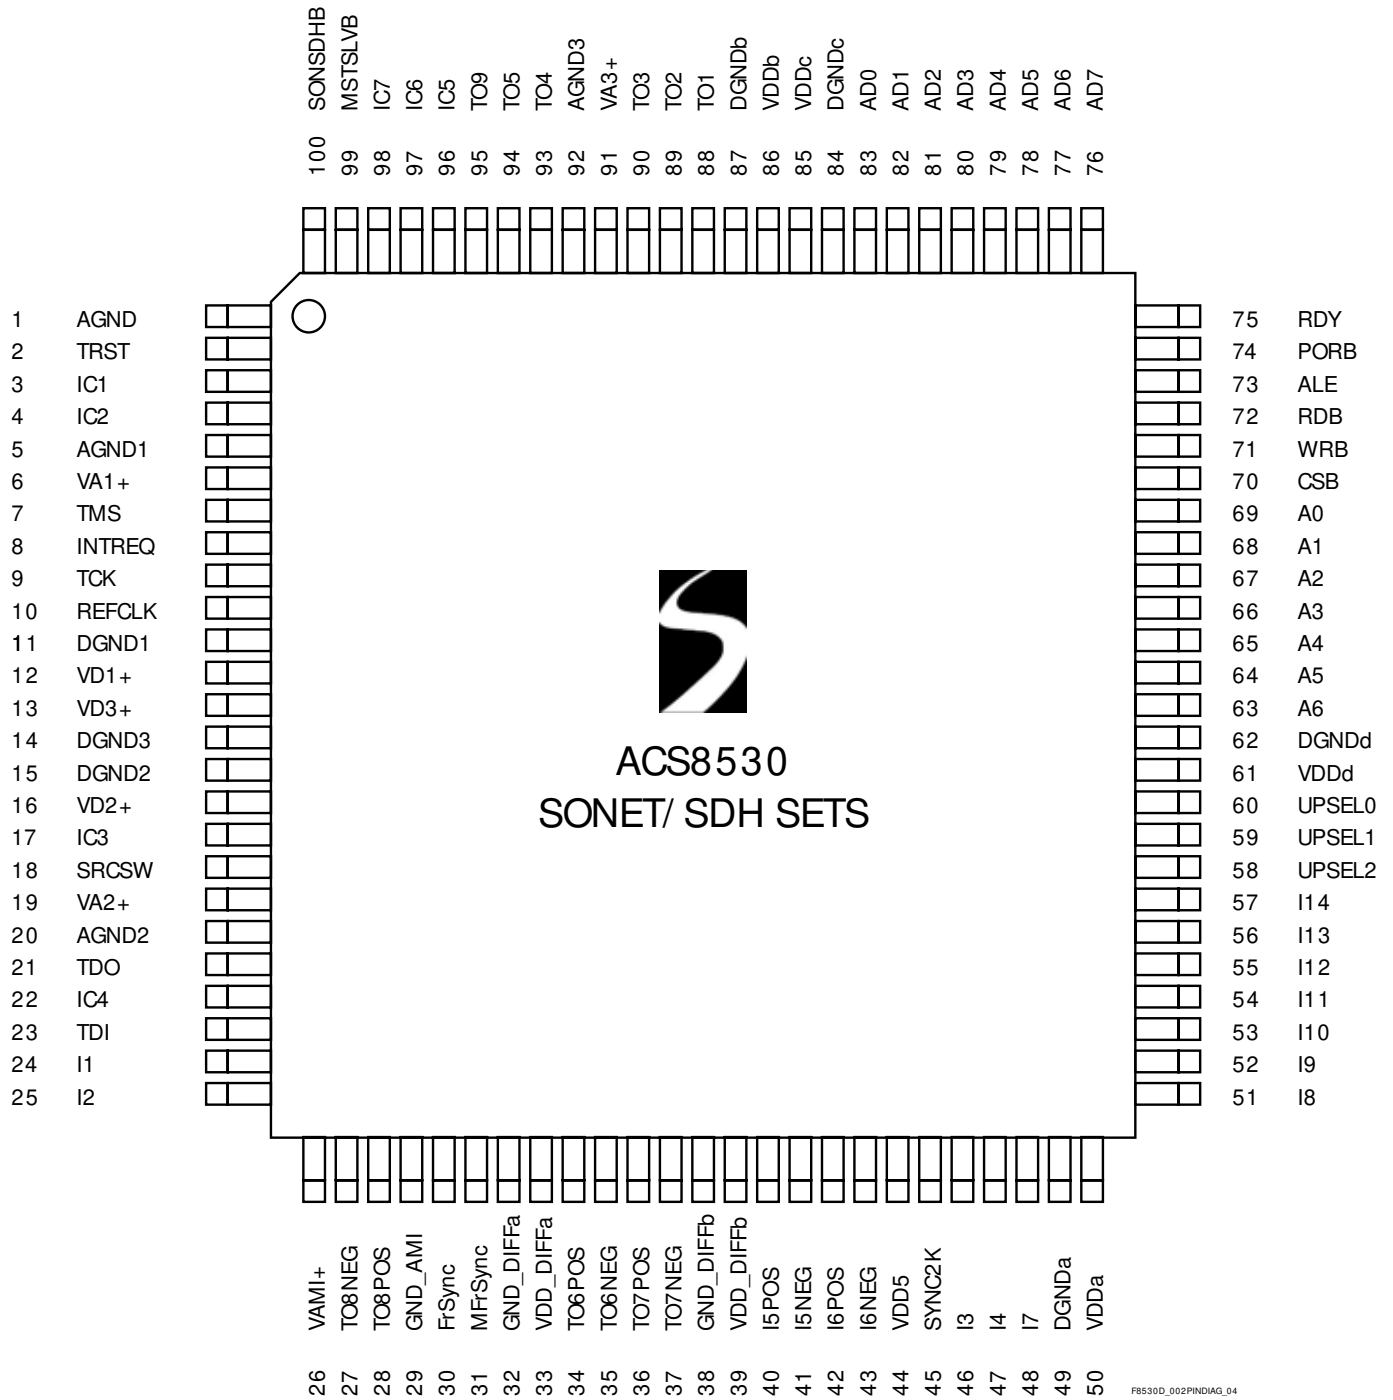 100 SONSDHB
99 MSTSLVB
98 IC7
97 IC6
96 IC5
95 TO9
94 TO5
93 TO4
92 AGND3
91 VA3+
90 TO3
89 TO2
88 TO1
87 DGNDb
86 VDDb
85 VDDc
84 DGNDc
83 AD0
82 AD1
81 AD2
80 AD3
79 AD4
78 AD5
77 AD6
76 AD7
1 AGND
2 TRST
3 IC1
4 IC2
5 AGND1
6 VA1+
7 TMS
8 INTREQ
9 TCK
10 REFCLK
11 DGND1
12 VD1+
13 VD3+
14 DGND3
15 DGND2
16 VD2+
17 IC3
18 SRCSW
19 VA2+
20 AGND2
21 TDO
22 IC4
23 TDI
24 I1
25 I2
ACS8530
SONET/ SDH SETS
75 RDY
74 PORB
73 ALE
72 RDB
71 WRB
70 CSB
69 A0
68 A1
67 A2
66 A3
65 A4
64 A5
63 A6
62 DGNDd
61 VDDd
60 UPSEL0
59 UPSEL1
58 UPSEL2
57 I14
56 I13
55 I12
54 I11
53 I10
52 I9
51 I8
26 VAMI+
27 TO8NEG
28 TO8POS
29 GND_AMI
30 FrSync
31 MFrSync
32 GND_DIFFa
33 VDD_DIFFa
34 TO6POS
35 TO6NEG
36 TO7POS
37 TO7NEG
38 GND_DIFFb
39 VDD_DIFFb
40 I5POS
41 I5NEG
42 I6POS
43 I6NEG
44 VDD5
45 SYNC2K
46 I3
47 I4
48 I7
49 DGNDa
50 VDDa
F8530D_002PINDIAG_04